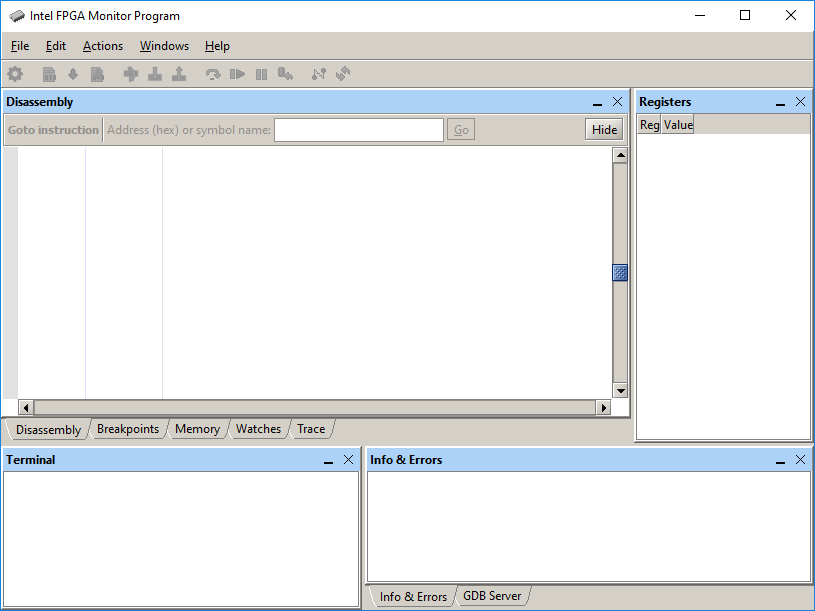 Intel FPGA Monitor Program
File Edit Actions Windows Help
Disassembly
Registers
Goto instruction Address (hex) or symbol name: Go Hide
Reg Value
Disassembly Breakpoints Memory Watches Trace
Terminal
Info & Errors
Info & Errors GDB Server